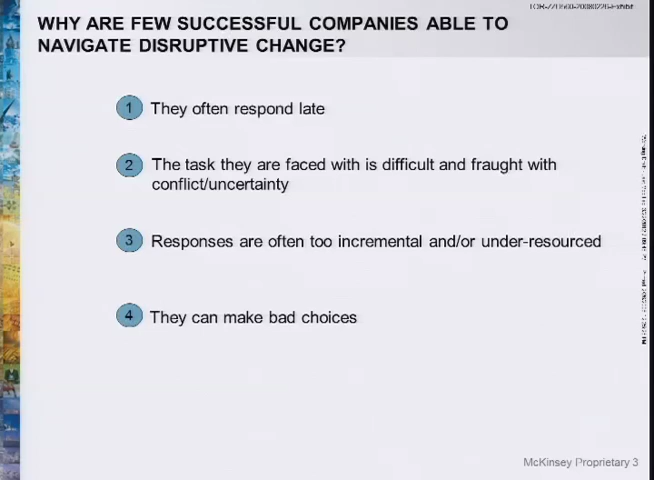 WHY ARE FEW SUCCESSFUL COMPANIES ABLE TO
NAVIGATE DISRUPTIVE CHANGE?
1 They often respond late
2 The task they are faced with is difficult and fraught with
conflict/uncertainty
3 Responses are often too incremental and/or under-resourced
4 They can make bad choices
McKinsey Proprietary 3